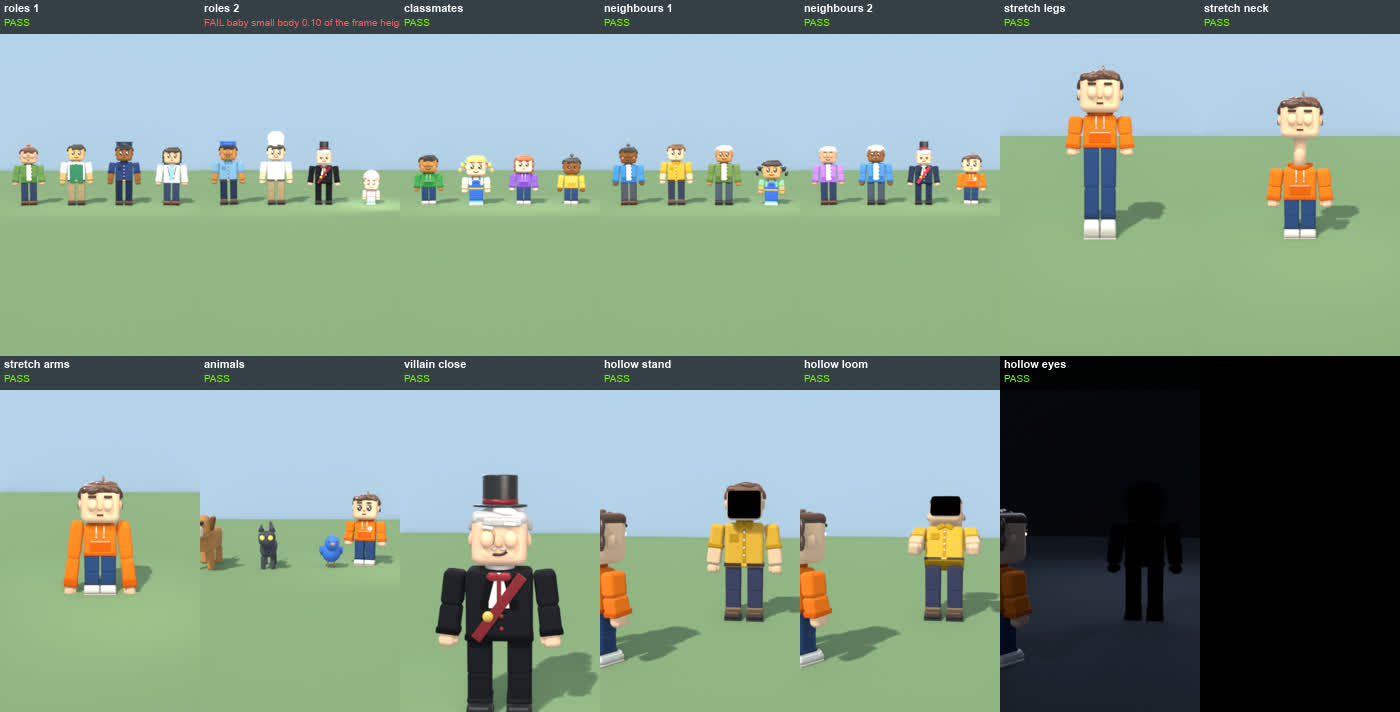 roles 1
PASS
roles 2
FAIL baby small body 0.10 of the frame heig
classmates
PASS
neighbours 1
PASS
neighbours 2
PASS
stretch legs
PASS
stretch neck
PASS
stretch arms
PASS
animals
PASS
villain close
PASS
hollow stand
PASS
hollow loom
PASS
hollow eyes
PASS